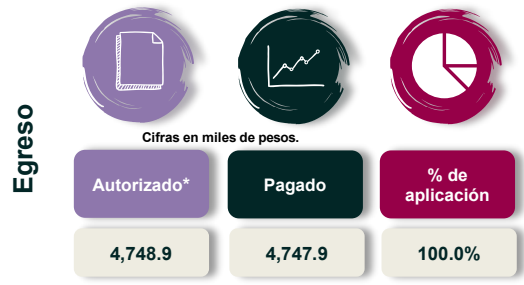 Egreso
Cifras en miles de pesos.
Autorizado*
Pagado
% de
aplicación
4,748.9
4,747.9
100.0%